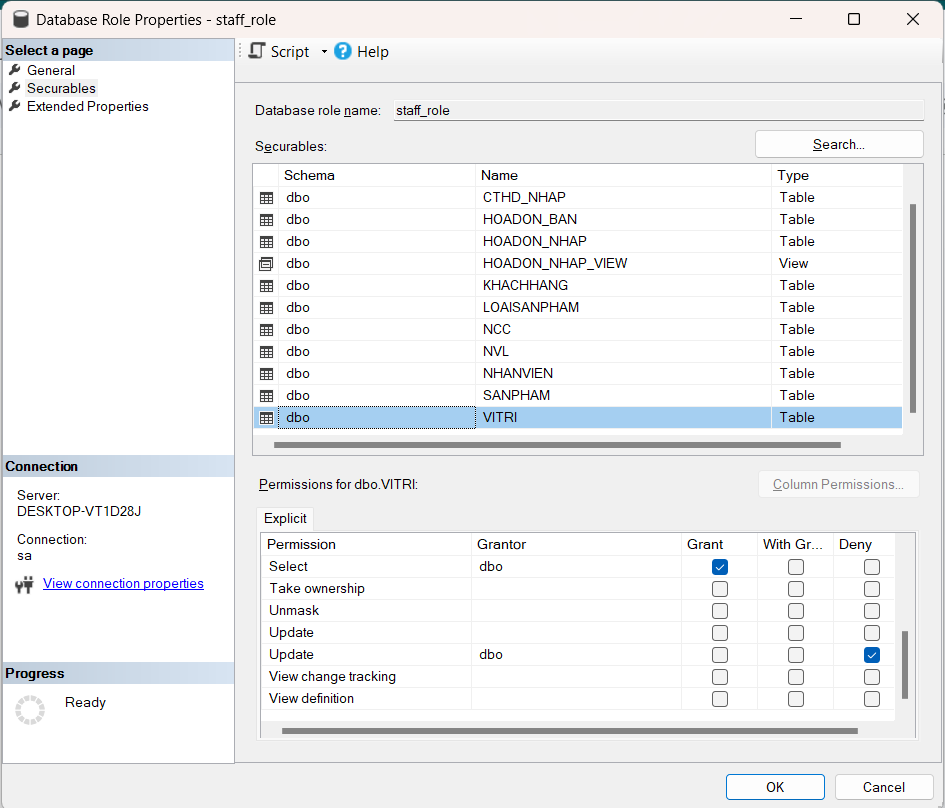 Database Role Properties - staff_role
Select a page
General
Securables
Extended Properties
Script
Help
Database role name: staff_role
Securables:
Search...
Schema Name Type
dbo CTHD_NHAP Table
dbo HOADON_BAN Table
dbo HOADON_NHAP Table
dbo HOADON_NHAP_VIEW View
dbo KHACHHANG Table
dbo LOAISANPHAM Table
dbo NCC Table
dbo NVL Table
dbo NHANVIEN Table
dbo SANPHAM Table
dbo VITRI Table
Connection
Server:
DESKTOP-VT1D28J
Connection:
sa
View connection properties
Permissions for dbo.VITRI:
Column Permissions...
Explicit
Permission Grantor Grant With Gr... Deny
Select dbo
Take ownership
Unmask
Update
Update dbo
View change tracking
View definition
Progress
Ready
OK
Cancel